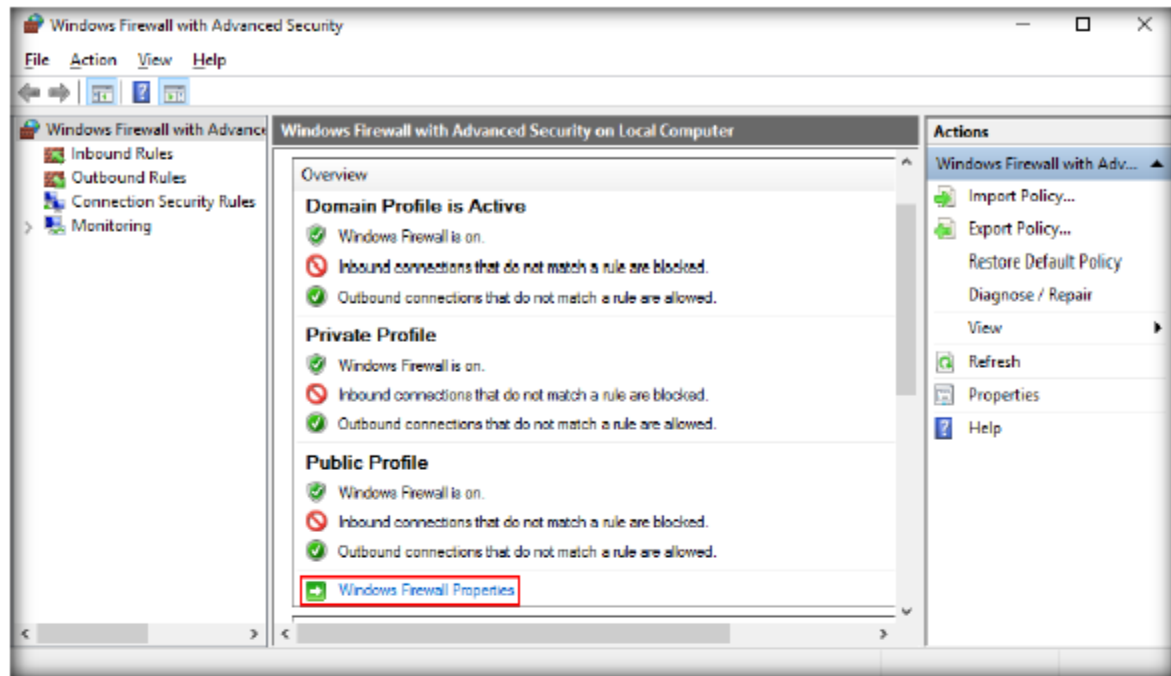 Windows Firewall with Advanced Security
File Action View Help
Windows Firewall with Advance
Inbound Rules
Outbound Rules
Connection Security Rules
Monitoring
Windows Firewall with Advanced Security on Local Computer
Overview
Domain Profile is Active
Windows Firewall is on.
Inbound connections that do not match a rule are blocked.
Outbound connections that do not match a rule are allowed.
Private Profile
Windows Firewall is on.
Inbound connections that do not match a rule are blocked.
Outbound connections that do not match a rule are allowed.
Public Profile
Windows Firewall is on.
Inbound connections that do not match a rule are blocked.
Outbound connections that do not match a rule are allowed.
Windows Firewall Properties
Actions
Windows Firewall with Adv...
Import Policy...
Export Policy...
Restore Default Policy
Diagnose / Repair
View
Refresh
Properties
Help